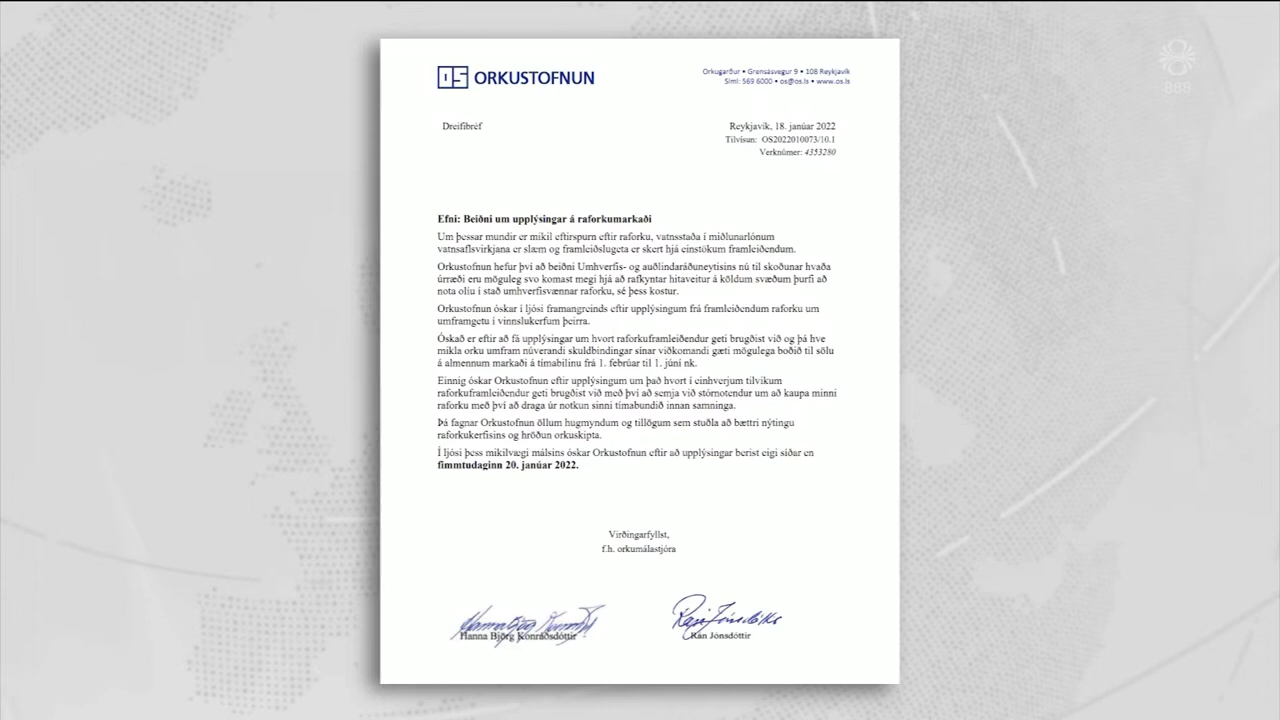 OS ORKUSTOFNUN
Orkugarður • Grensásvegur 9 • 108 Reykjavík
Sími: 569 6000 • os@os.is • www.os.is
888
Dreifibréf
Reykjavík, 18. janúar 2022
Tilvísun: OS2022010073/10.1
Verknúmer: 4353280
Efni: Beiðni um upplýsingar á raforkumarkaði
Um þessar mundir er mikil eftirspurn eftir raforku, vatnsstaða í miðlunarlónum
vatnsaflsvirkjana er slæm og framleiðslugeta er skert hjá einstökum framleiðendum.
Orkustofnun hefur því að beiðni Umhverfis- og auðlindaráðuneytisins nú til skoðunar hvaða
úrræði eru möguleg svo komast megi hjá að rafkyntar hitaveitur á köldum svæðum þurfi að
nota olíu í stað umhverfisvænnar raforku, sé þess kostur.
Orkustofnun óskar í ljósi framangreinds eftir upplýsingum frá framleiðendum raforku um
umframgetu í vinnslukerfum þeirra.
Óskað er eftir að fá upplýsingar um hvort raforkuframleiðendur geti brugðist við og þá hve
mikla orku umfram núverandi skuldbindingar sínar viðkomandi gæti mögulega boðið til sölu
á almennum markaði á tímabilinu frá 1. febrúar til 1. júní nk.
Einnig óskar Orkustofnun eftir upplýsingum um það hvort í einhverjum tilvikum
raforkuframleiðendur geti brugðist við með því að semja við stórnotendur um að kaupa minni
raforku með því að draga úr notkun sinni tímabundið innan samninga.
Þá fagnar Orkustofnun öllum hugmyndum og tillögum sem stuðla að bættri nýtingu
raforkukerfisins og hröðun orkuskipta.
Í ljósi þess mikilvægi málsins óskar Orkustofnun eftir að upplýsingar berist eigi síðar en
fimmtudaginn 20. janúar 2022.
Virðingarfyllst,
f.h. orkumálastjóra
Hanna Björg Konráðsdóttir
Rán Jónsdóttir